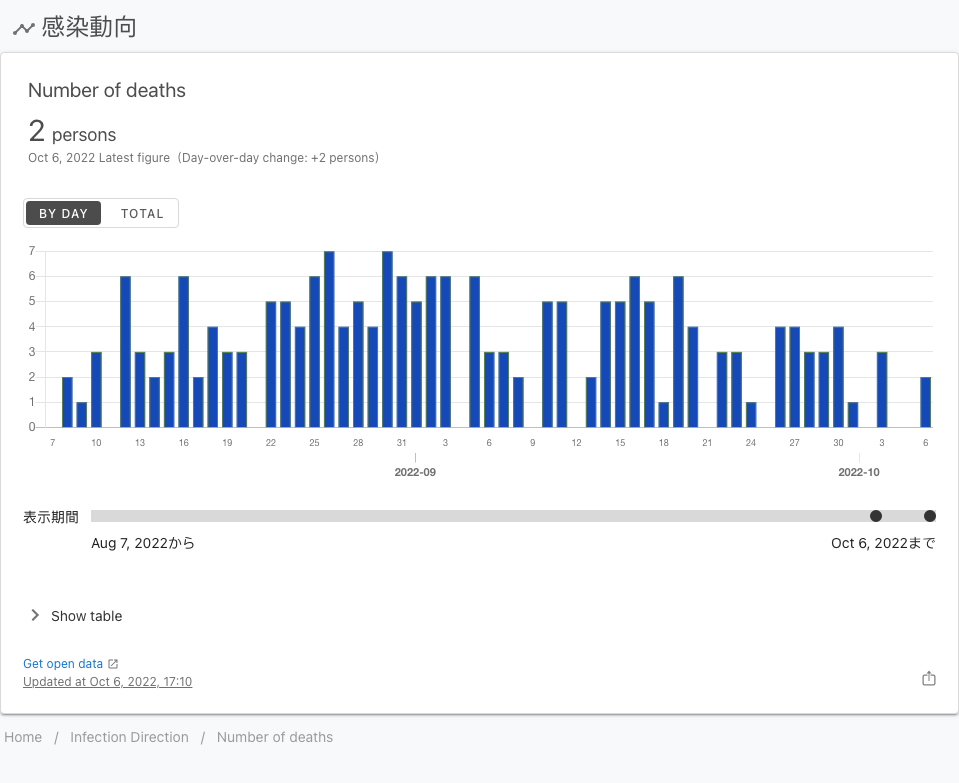 感染動向
Number of deaths
2 persons
Oct 6, 2022 Latest figure (Day-over-day change: +2 persons)
BY DAY TOTAL
7
6
5
4
3
2
1
0
7 10 13 16 19 22 25 28 31 3 6 9 12 15 18 21 24 27 30 3 6
2022-09 2022-10
表示期間
Aug 7, 2022から Oct 6, 2022まで
Show table
Get open data
Updated at Oct 6, 2022, 17:10
Home / Infection Direction / Number of deaths